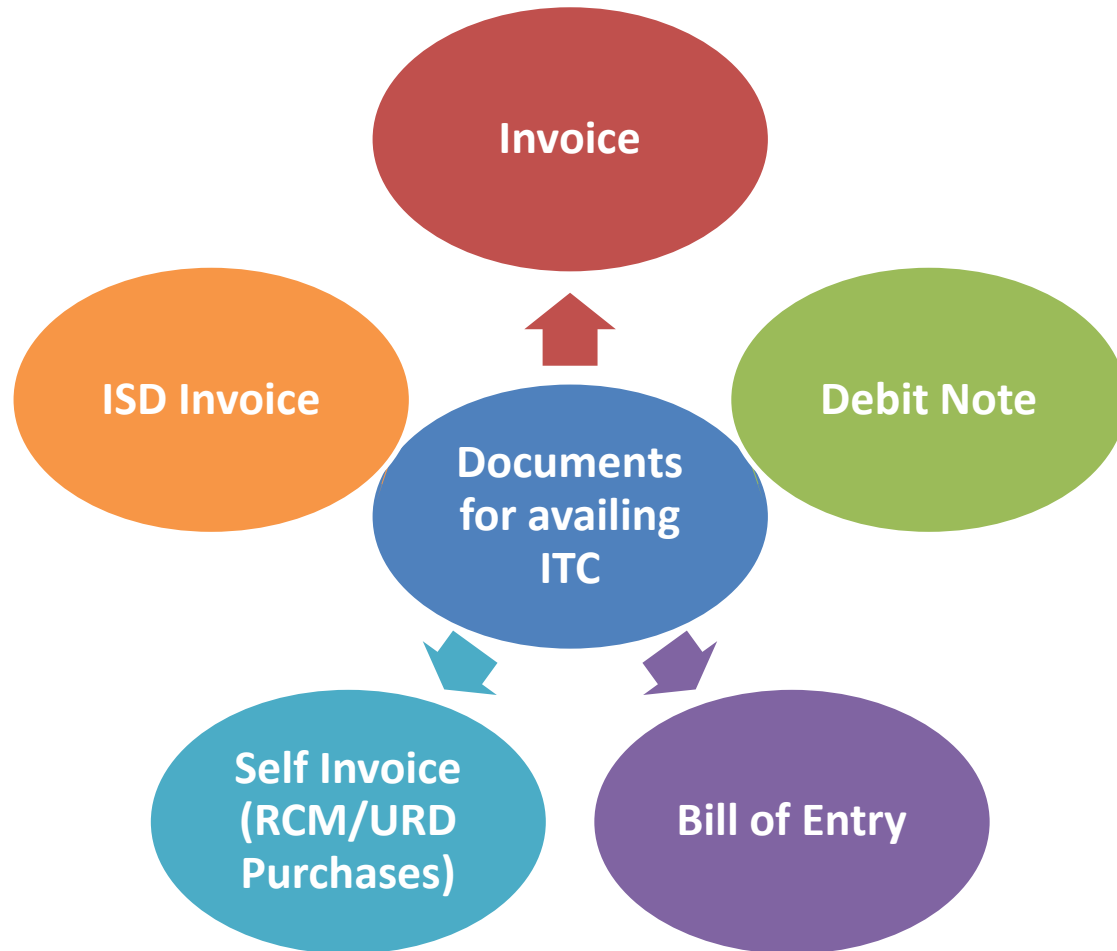 Invoice
ISD Invoice
Debit Note
Documents
for availing
ITC
Self Invoice
(RCM/URD
Purchases)
Bill of Entry